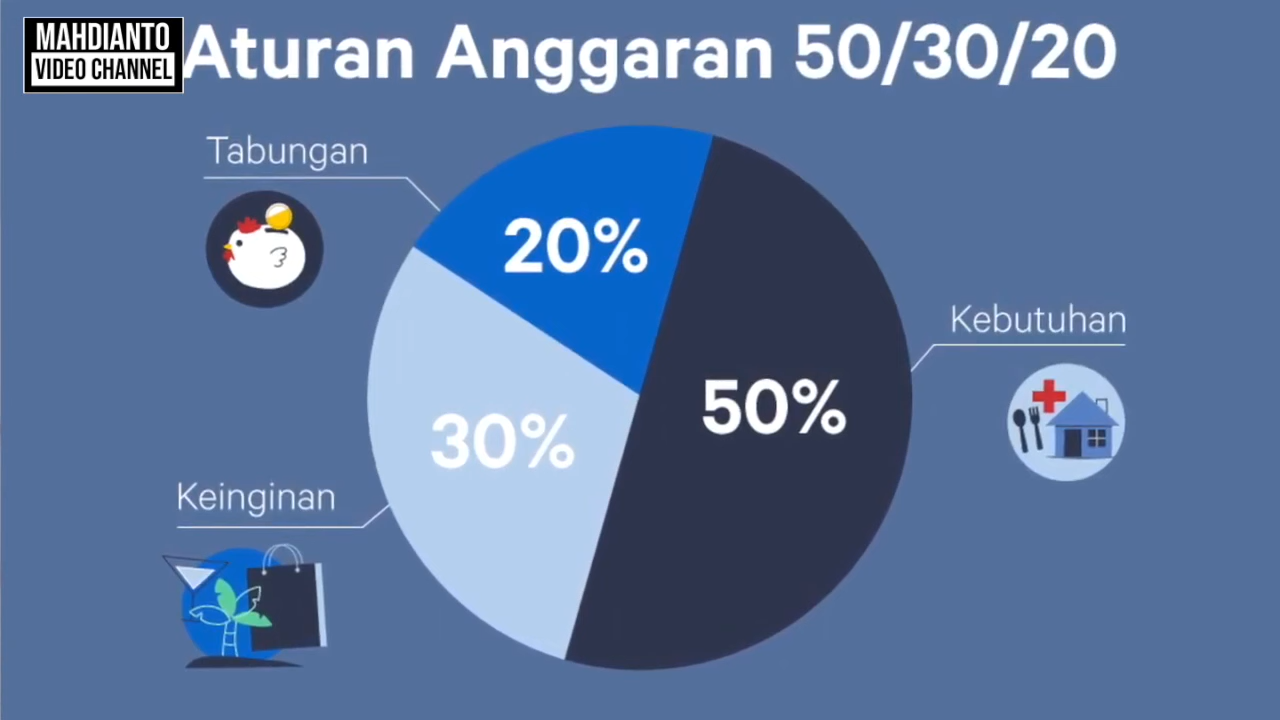 MAHDIANTO
VIDEO CHANNEL
Aturan Anggaran 50/30/20
Tabungan
20%
Kebutuhan
50%
30%
Keinginan